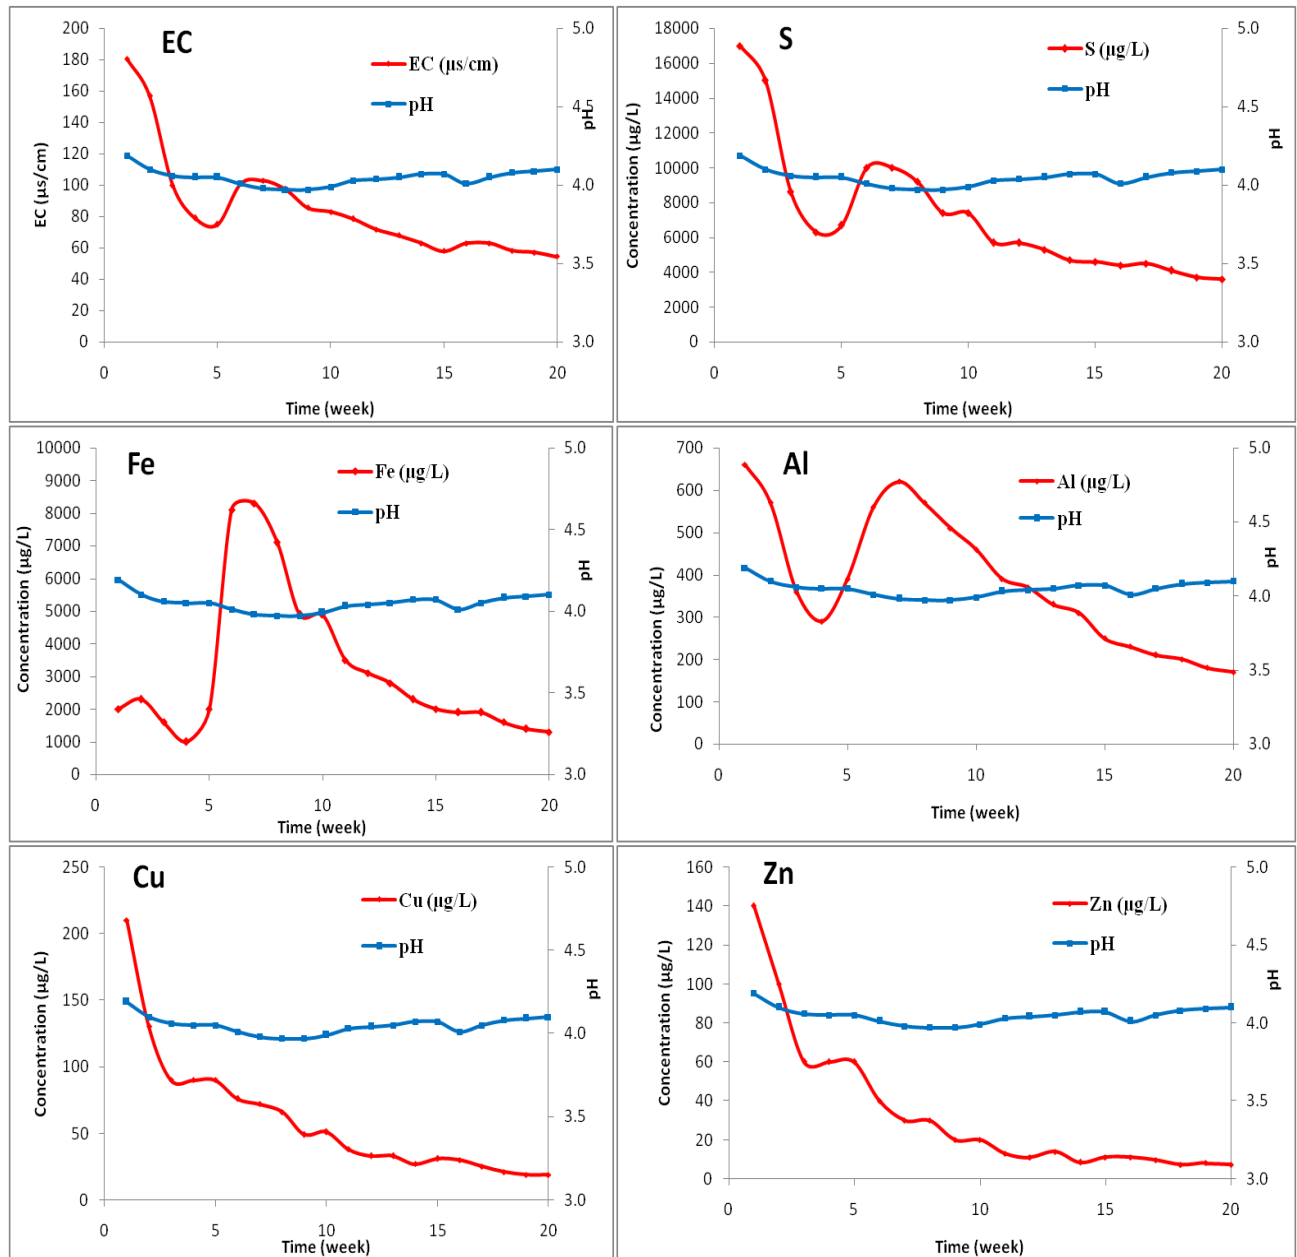 EC
EC (μs/cm)
pH
200
180
160
140
120
100
80
60
40
20
0
5.0
4.5
4.0
3.5
3.0
0 5 10 15 20
EC (μs/cm)
pH
Time (week)
S
S (μg/L)
pH
18000
16000
14000
12000
10000
8000
6000
4000
2000
0
5.0
4.5
4.0
3.5
3.0
0 5 10 15 20
Concentration (μg/L)
pH
Time (week)
Fe
Fe (μg/L)
pH
10000
9000
8000
7000
6000
5000
4000
3000
2000
1000
0
5.0
4.5
4.0
3.5
3.0
0 5 10 15 20
Concentration (μg/L)
pH
Time (week)
Al
Al (μg/L)
pH
700
600
500
400
300
200
100
0
5.0
4.5
4.0
3.5
3.0
0 5 10 15 20
Concentration (μg/L)
pH
Time (week)
Cu
Cu (μg/L)
pH
250
200
150
100
50
0
5.0
4.5
4.0
3.5
3.0
0 5 10 15 20
Concentration (μg/L)
pH
Time (week)
Zn
Zn (μg/L)
pH
160
140
120
100
80
60
40
20
0
5.0
4.5
4.0
3.5
3.0
0 5 10 15 20
Concentration (μg/L)
pH
Time (week)